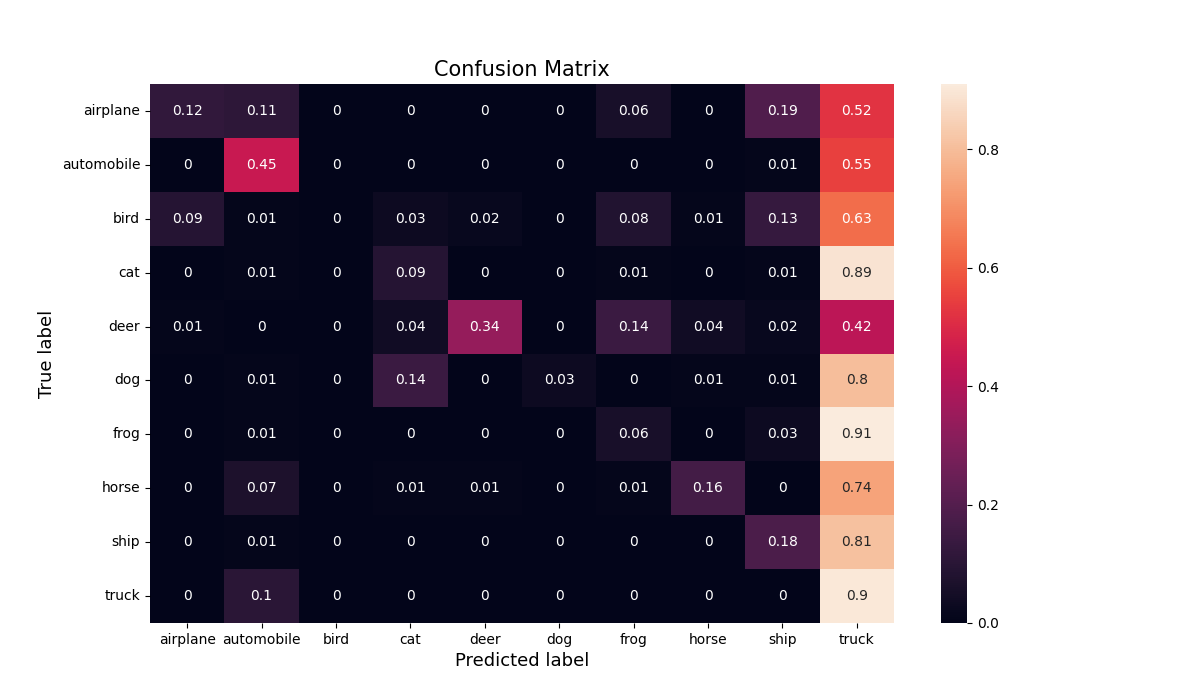 Confusion Matrix
airplane 0.12 0.11 0 0 0 0 0.06 0 0.19 0.52
automobile 0 0.45 0 0 0 0 0 0 0.01 0.55
bird 0.09 0.01 0 0.03 0.02 0 0.08 0.01 0.13 0.63
cat 0 0.01 0 0.09 0 0 0.01 0 0.01 0.89
deer 0.01 0 0 0.04 0.34 0 0.14 0.04 0.02 0.42
dog 0 0.01 0 0.14 0 0.03 0 0.01 0.01 0.8
frog 0 0.01 0 0 0 0 0.06 0 0.03 0.91
horse 0 0.07 0 0.01 0.01 0 0.01 0.16 0 0.74
ship 0 0.01 0 0 0 0 0 0 0.18 0.81
truck 0 0.1 0 0 0 0 0 0 0 0.9
airplane automobile bird cat deer dog frog horse ship truck
Predicted label
True label
0.8
0.6
0.4
0.2
0.0